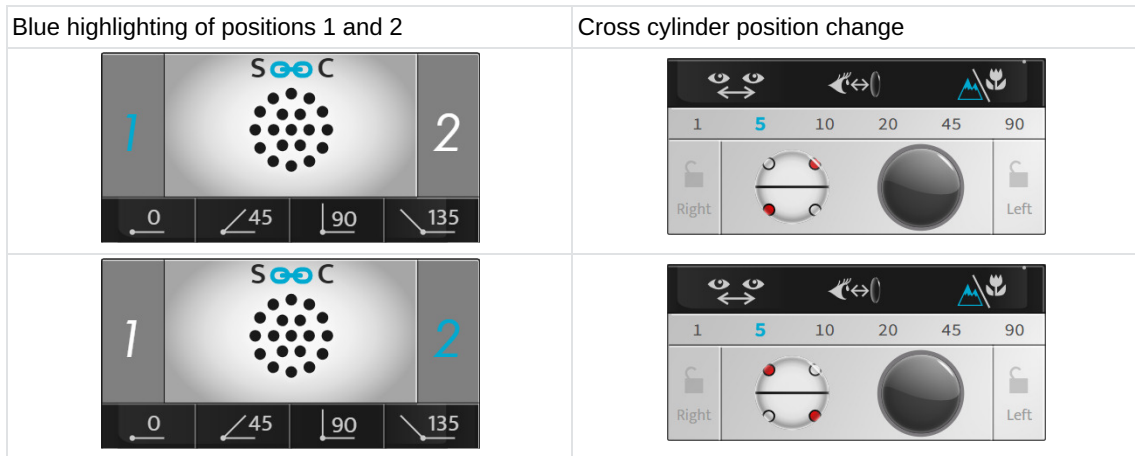 Blue highlighting of positions 1 and 2
Cross cylinder position change
S C
1 2
0 45 90 135
1 5 10 20 45 90
Right Left
S C
1 2
0 45 90 135
1 5 10 20 45 90
Right Left